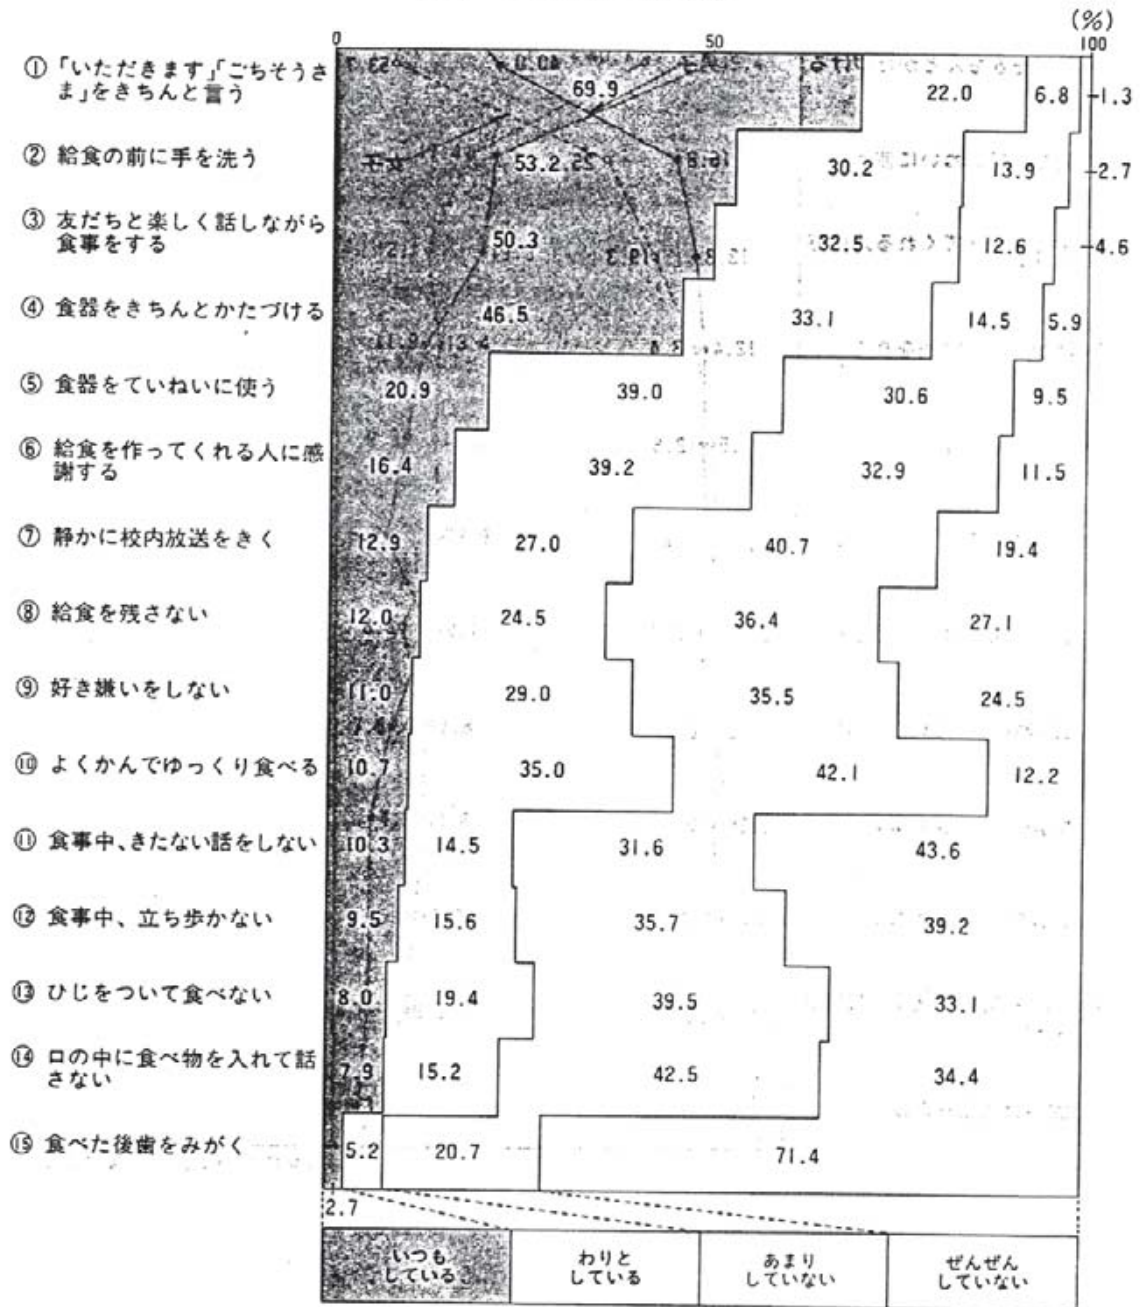 (%)
0 50 100
①「いただきます」「ごちそうさ
ま」をきちんと言う
69.9 22.0 6.8 1.3
② 給食の前に手を洗う
53.2 30.2 13.9 2.7
③ 友だちと楽しく話しながら
食事をする
50.3 32.5 12.6 4.6
④ 食器をきちんとかたづける
46.5 33.1 14.5 5.9
⑤ 食器をていねいに使う
20.9 39.0 30.6 9.5
⑥ 給食を作ってくれる人に感
謝する
16.4 39.2 32.9 11.5
⑦ 静かに校内放送をきく
12.9 27.0 40.7 19.4
⑧ 給食を残さない
12.0 24.5 36.4 27.1
⑨ 好き嫌いをしない
11.0 29.0 35.5 24.5
⑩ よくかんでゆっくり食べる
10.7 35.0 42.1 12.2
⑪ 食事中、きたない話をしない
10.3 14.5 31.6 43.6
⑫ 食事中、立ち歩かない
9.5 15.6 35.7 39.2
⑬ ひじをついて食べない
8.0 19.4 39.5 33.1
⑭ 口の中に食べ物を入れて話
さない
7.9 15.2 42.5 34.4
⑮ 食べた後歯をみがく
5.2 20.7 71.4
2.7
いつも
している
わりと
している
あまり
していない
ぜんぜん
していない